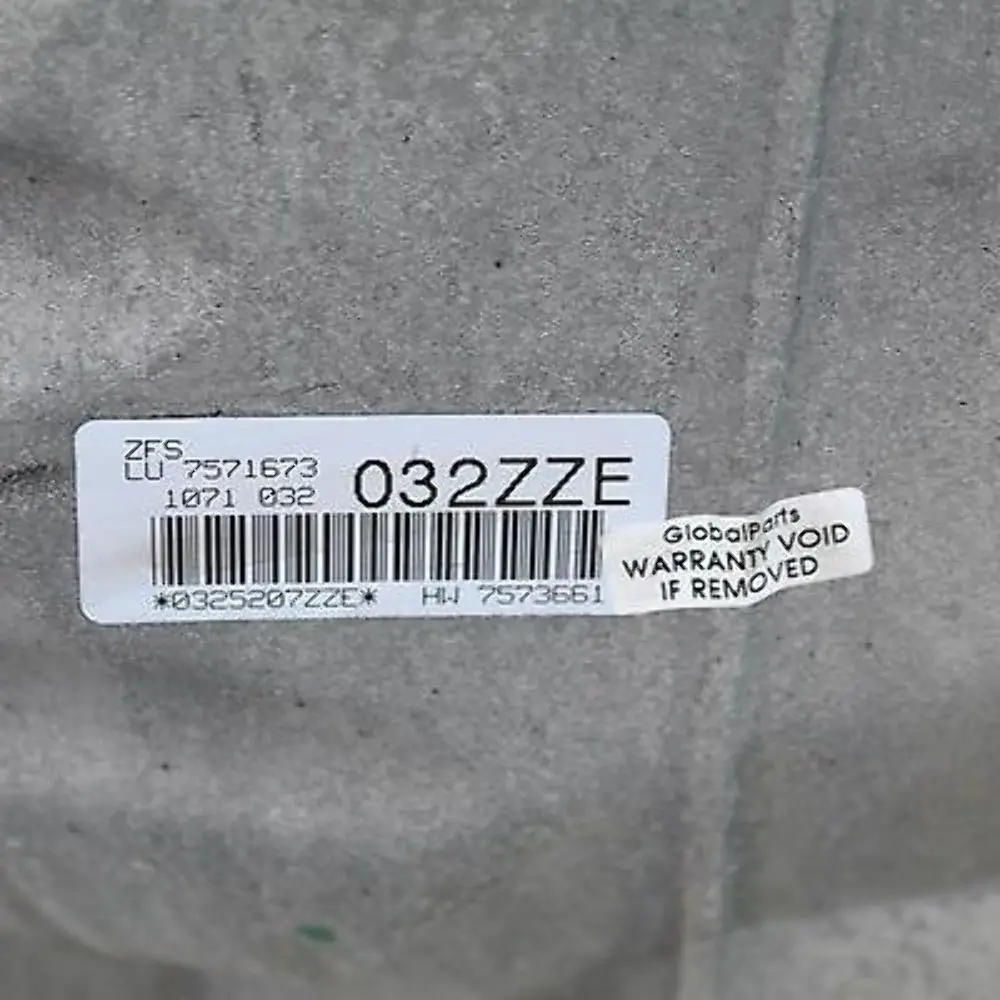 ZFS
LU 7571673
1071 032
032ZZE
*0325207ZZE* HW 7573661
GlobalParts
WARRANTY VOID
IF REMOVED